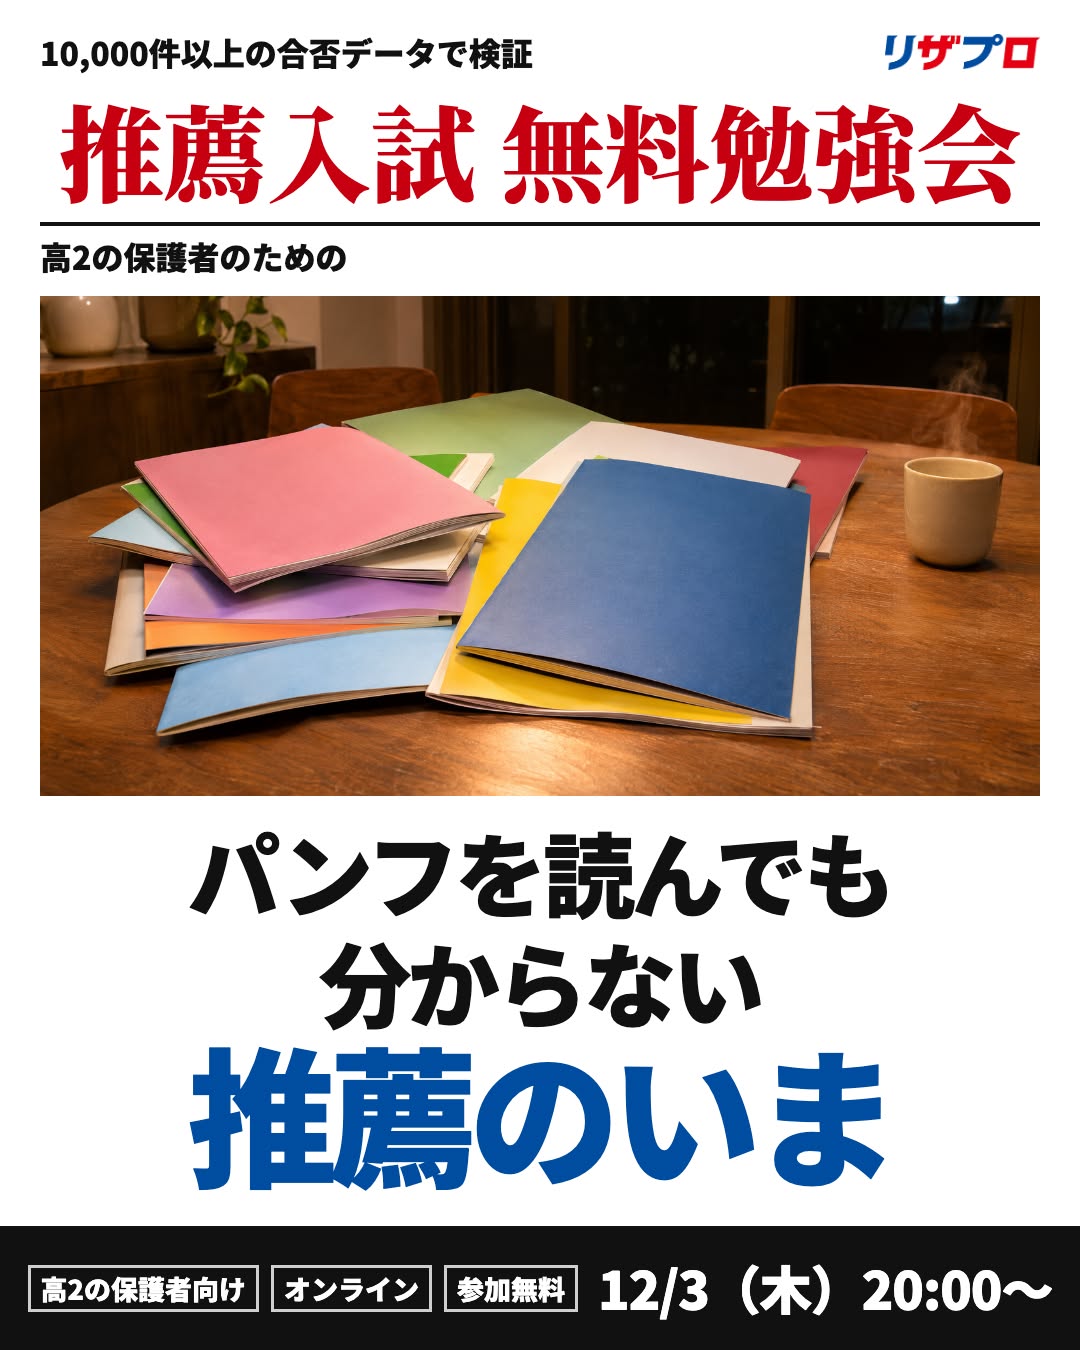 10,000件以上の合否データで検証
リザプロ
推薦入試 無料勉強会
高2の保護者のための
パンフを読んでも
分からない
推薦のいま
高2の保護者向け オンライン 参加無料 12/3（木）20:00〜